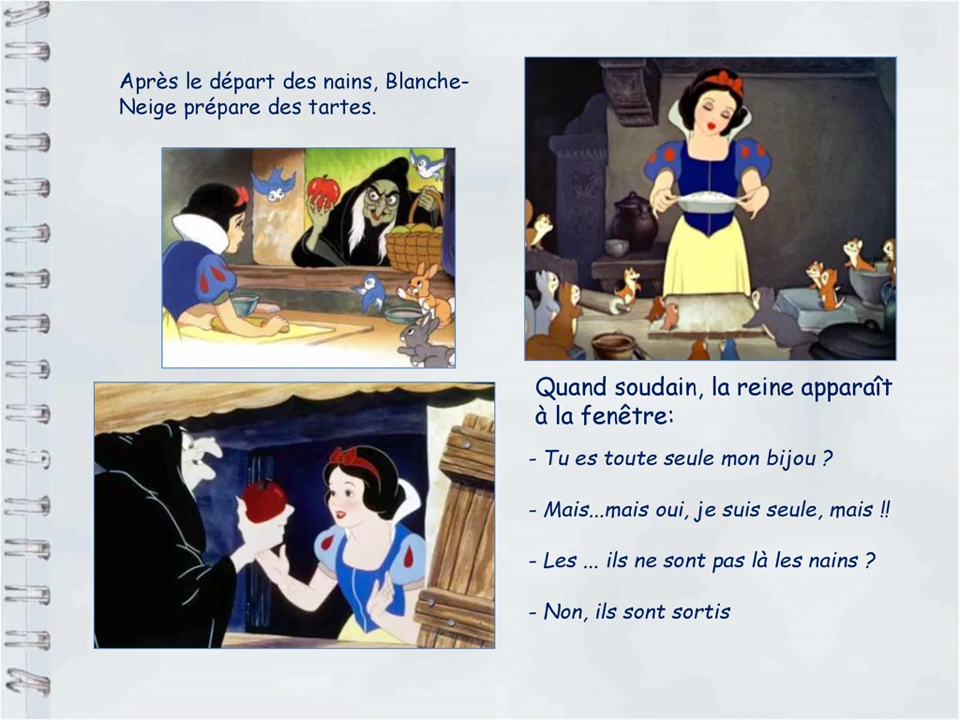 Après le départ des nains, Blanche-
Neige prépare des tartes.
Quand soudain, la reine apparaît
à la fenêtre:
- Tu es toute seule mon bijou ?
- Mais...mais oui, je suis seule, mais !!
- Les ... ils ne sont pas là les nains ?
- Non, ils sont sortis